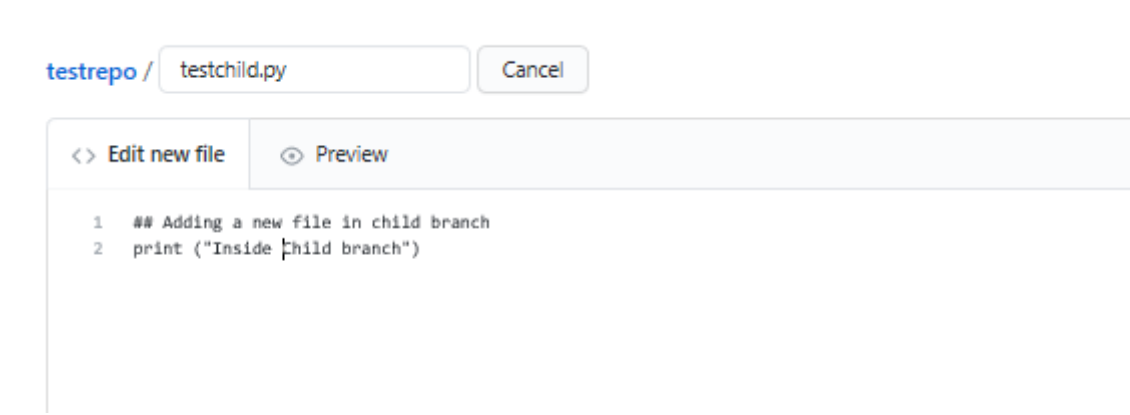 testrepo / testchild.py Cancel
<> Edit new file Preview
1 ## Adding a new file in child branch
2 print ("Inside Child branch")